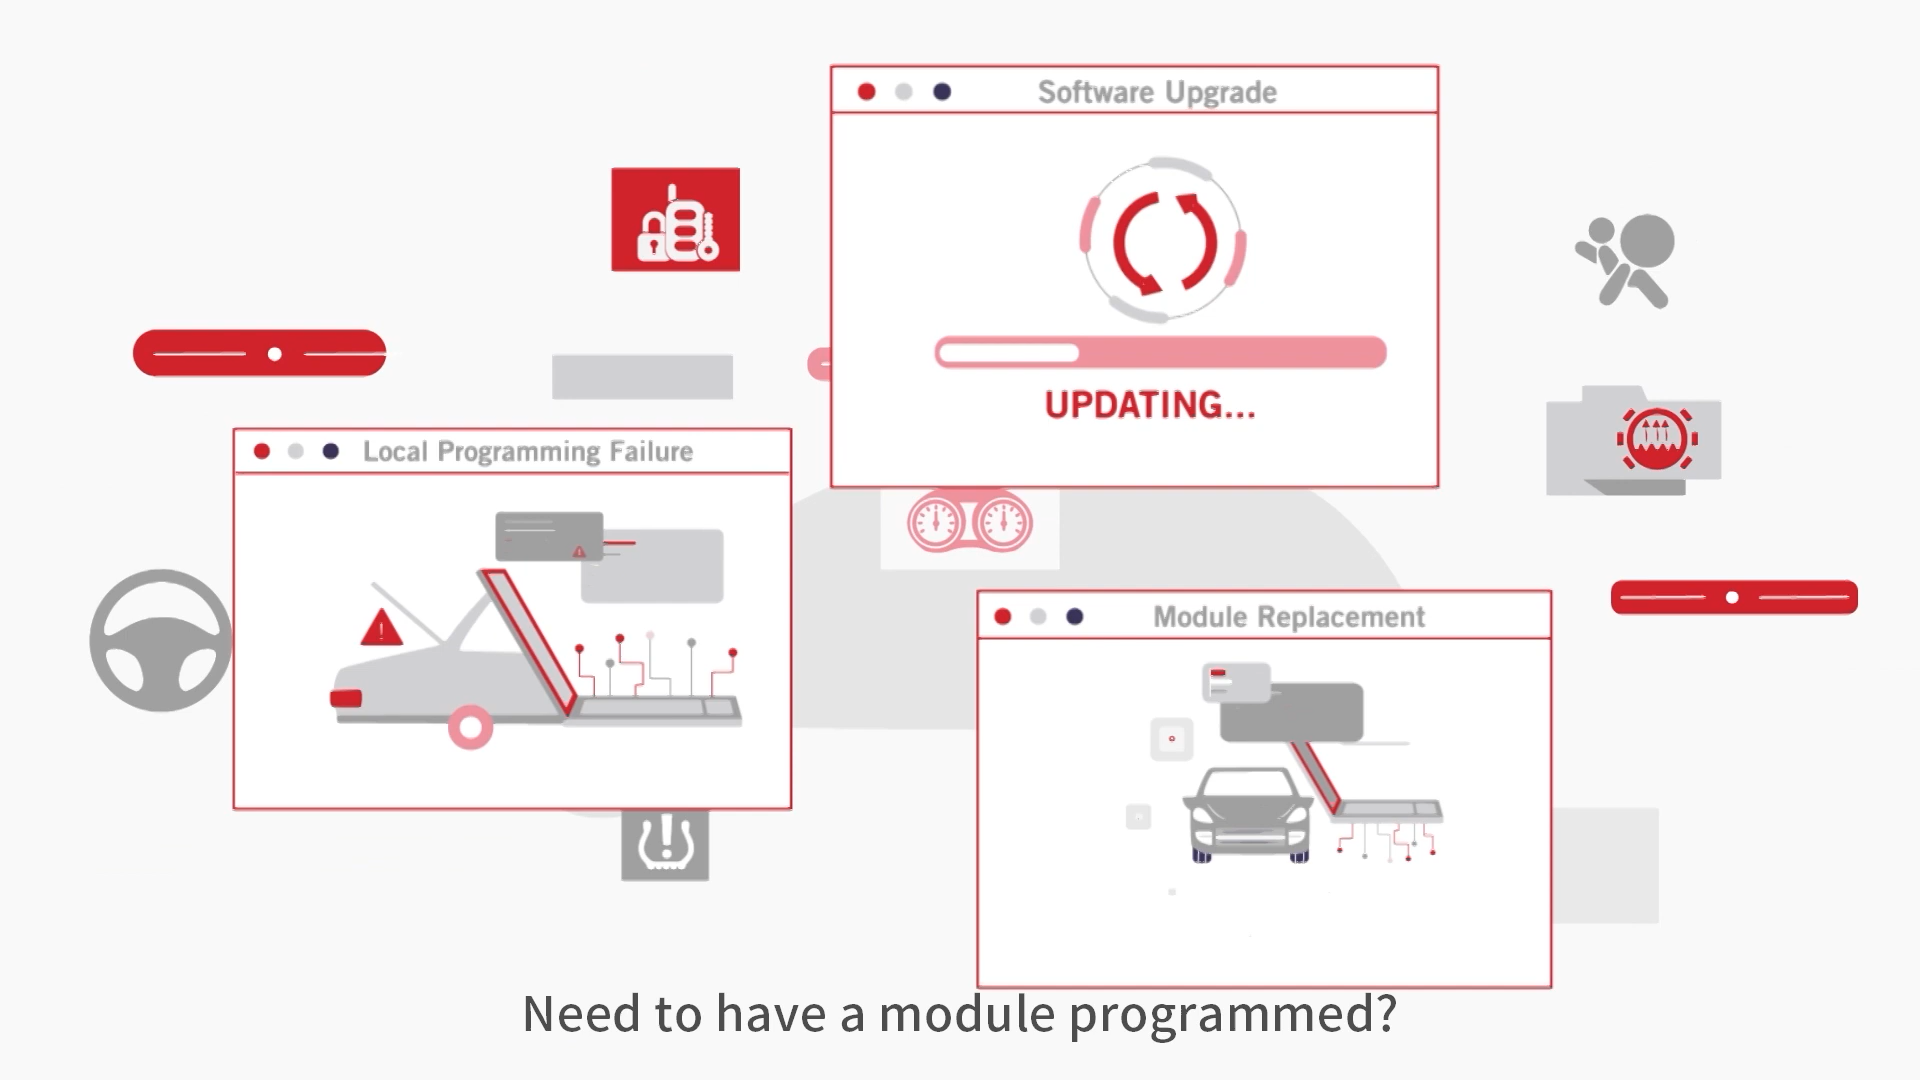 Software Upgrade
UPDATING...
Local Programming Failure
Module Replacement
Need to have a module programmed?